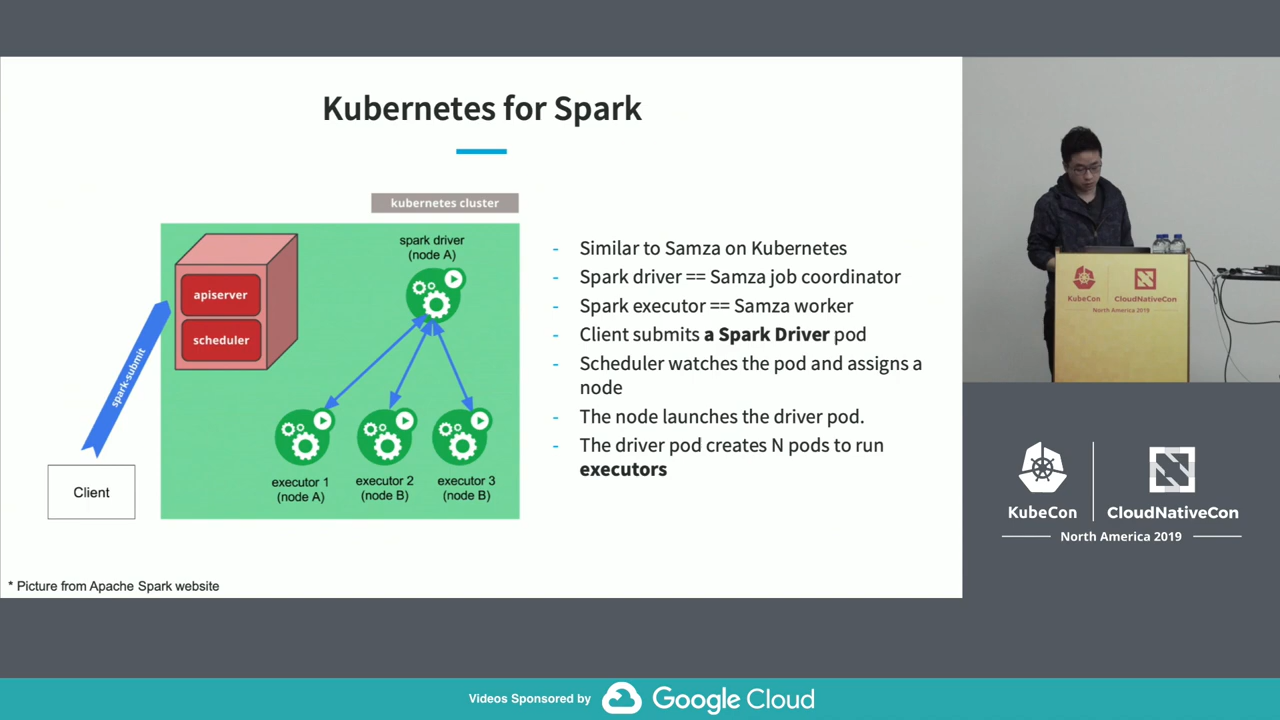 Kubernetes for Spark
kubernetes cluster
spark driver
(node A)
apiserver
scheduler
spark-submit
Client
executor 1
(node A)
executor 2
(node B)
executor 3
(node B)
- Similar to Samza on Kubernetes
- Spark driver == Samza job coordinator
- Spark executor == Samza worker
- Client submits a Spark Driver pod
- Scheduler watches the pod and assigns a
node
- The node launches the driver pod.
- The driver pod creates N pods to run
executors
* Picture from Apache Spark website
KubeCon
CloudNativeCon
North America 2019
KubeCon
CloudNativeCon
North America 2019
Videos Sponsored by
Google Cloud